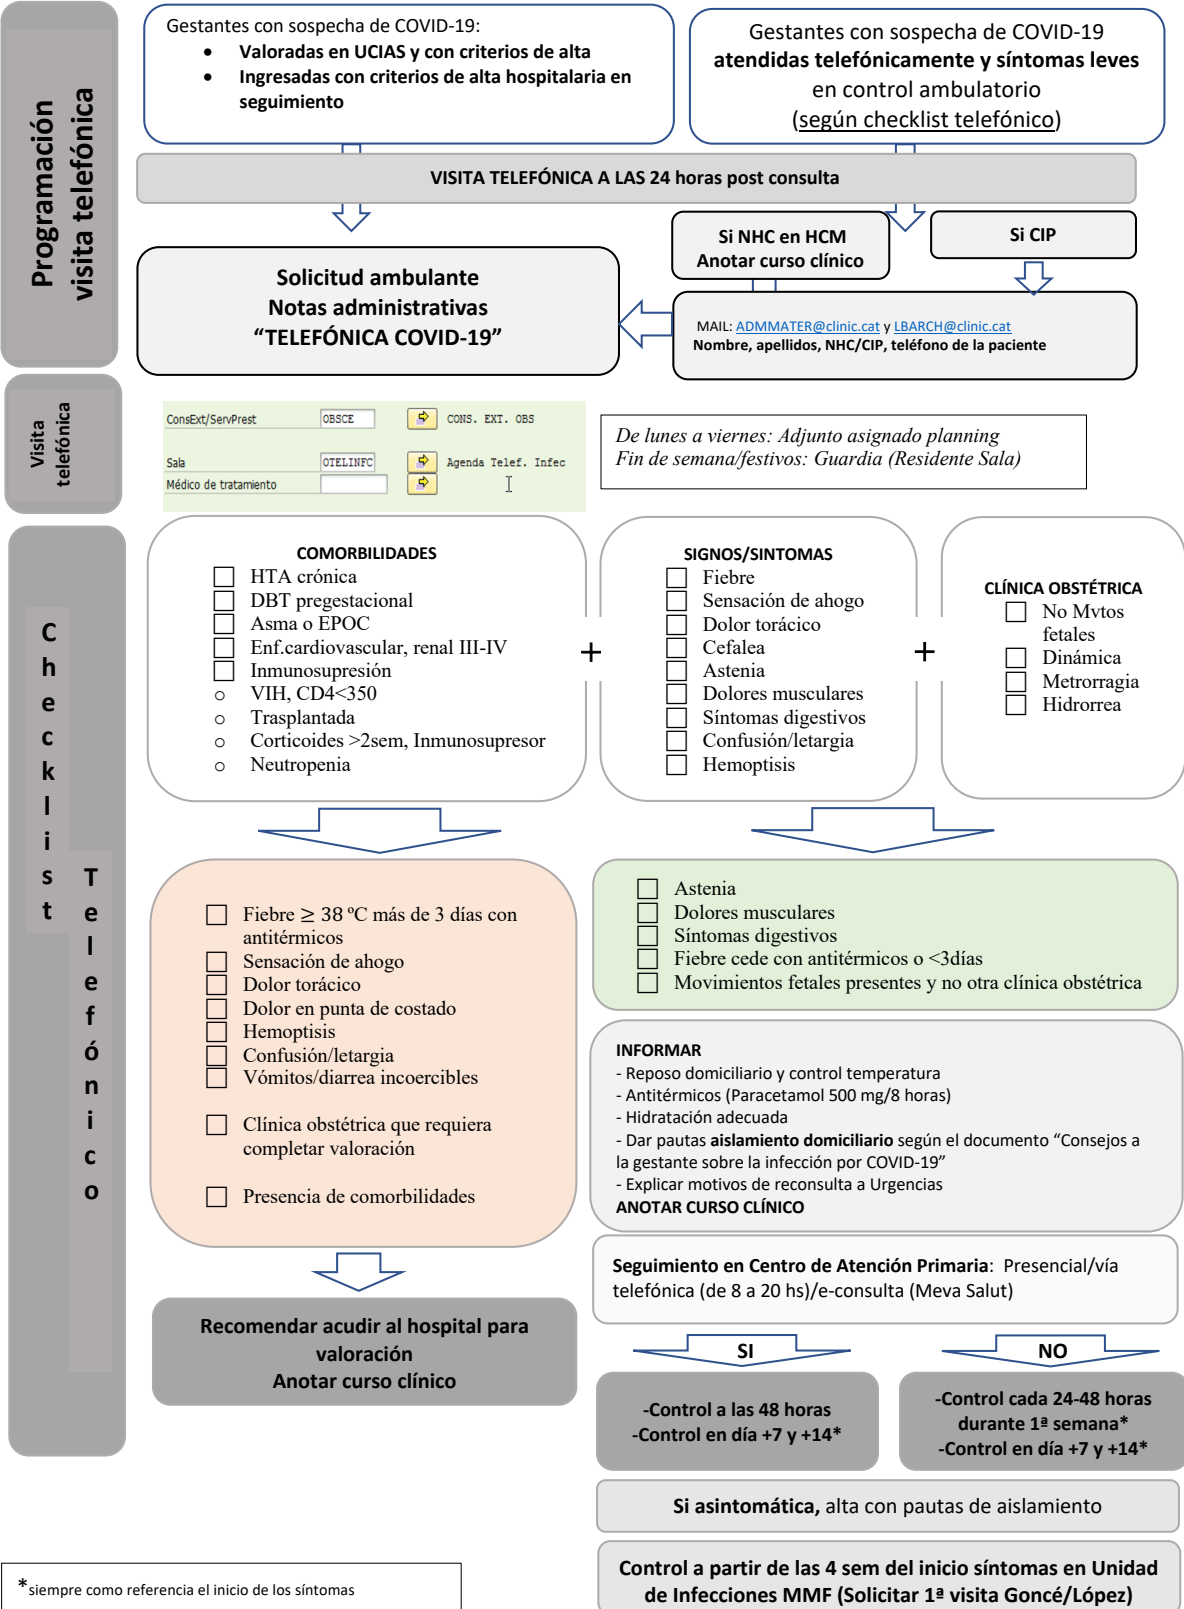 Programación
visita telefónica
Gestantes con sospecha de COVID-19:
• Valoradas en UCIAS y con criterios de alta
• Ingresadas con criterios de alta hospitalaria en
seguimiento
Gestantes con sospecha de COVID-19
atendidas telefónicamente y síntomas leves
en control ambulatorio
(según checklist telefónico)
VISITA TELEFÓNICA A LAS 24 horas post consulta
Si NHC en HCM
Anotar curso clínico
Si CIP
Solicitud ambulante
Notas administrativas
“TELEFÓNICA COVID-19”
MAIL: ADMMATER@clinic.cat y LBARCH@clinic.cat
Nombre, apellidos, NHC/CIP, teléfono de la paciente
Visita
telefónica
ConsExt/ServPrest OBSCE CONS. EXT. OBS
Sala OTELINFC Agenda Telef. Infec
Médico de tratamiento
De lunes a viernes: Adjunto asignado planning
Fin de semana/festivos: Guardia (Residente Sala)
Checklist
Telefónico
COMORBILIDADES
HTA crónica
DBT pregestacional
Asma o EPOC
Enf.cardiovascular, renal III-IV
Inmunosupresión
o VIH, CD4<350
o Trasplantada
o Corticoides >2sem, Inmunosupresor
o Neutropenia
+
SIGNOS/SINTOMAS
Fiebre
Sensación de ahogo
Dolor torácico
Cefalea
Astenia
Dolores musculares
Síntomas digestivos
Confusión/letargia
Hemoptisis
+
CLÍNICA OBSTÉTRICA
No Mvtos
fetales
Dinámica
Metrorragia
Hidrorrea
Fiebre ≥ 38 ºC más de 3 días con
antitérmicos
Sensación de ahogo
Dolor torácico
Dolor en punta de costado
Hemoptisis
Confusión/letargia
Vómitos/diarrea incoercibles
Clínica obstétrica que requiera
completar valoración
Presencia de comorbilidades
Recomendar acudir al hospital para
valoración
Anotar curso clínico
Astenia
Dolores musculares
Síntomas digestivos
Fiebre cede con antitérmicos o <3días
Movimientos fetales presentes y no otra clínica obstétrica
INFORMAR
- Reposo domiciliario y control temperatura
- Antitérmicos (Paracetamol 500 mg/8 horas)
- Hidratación adecuada
- Dar pautas aislamiento domiciliario según el documento “Consejos a
la gestante sobre la infección por COVID-19”
- Explicar motivos de reconsulta a Urgencias
ANOTAR CURSO CLÍNICO
Seguimiento en Centro de Atención Primaria: Presencial/vía
telefónica (de 8 a 20 hs)/e-consulta (Meva Salut)
SI
NO
-Control a las 48 horas
-Control en día +7 y +14*
-Control cada 24-48 horas
durante 1ª semana*
-Control en día +7 y +14*
Si asintomática, alta con pautas de aislamiento
Control a partir de las 4 sem del inicio síntomas en Unidad
de Infecciones MMF (Solicitar 1ª visita Goncé/López)
*siempre como referencia el inicio de los síntomas